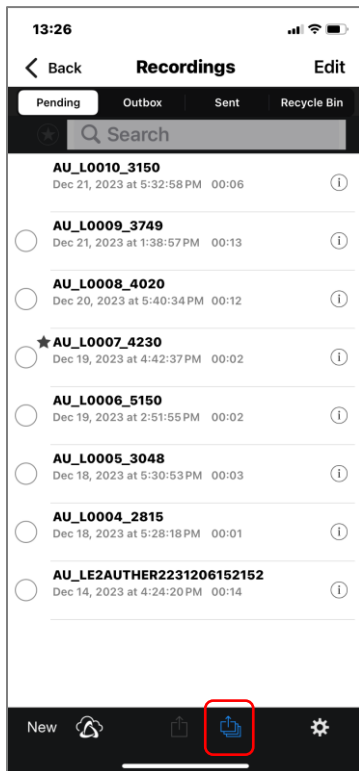 13:26
Back Recordings Edit
Pending Outbox Sent Recycle Bin
Search
AU_L0010_3150
Dec 21, 2023 at 5:32:58 PM 00:06
AU_L0009_3749
Dec 21, 2023 at 1:38:57 PM 00:13
AU_L0008_4020
Dec 20, 2023 at 5:40:34 PM 00:12
AU_L0007_4230
Dec 19, 2023 at 4:42:37 PM 00:02
AU_L0006_5150
Dec 19, 2023 at 2:51:55 PM 00:02
AU_L0005_3048
Dec 18, 2023 at 5:30:53 PM 00:03
AU_L0004_2815
Dec 18, 2023 at 5:28:18 PM 00:01
AU_LE2AUTHER2231206152152
Dec 14, 2023 at 4:24:20 PM 00:14
New